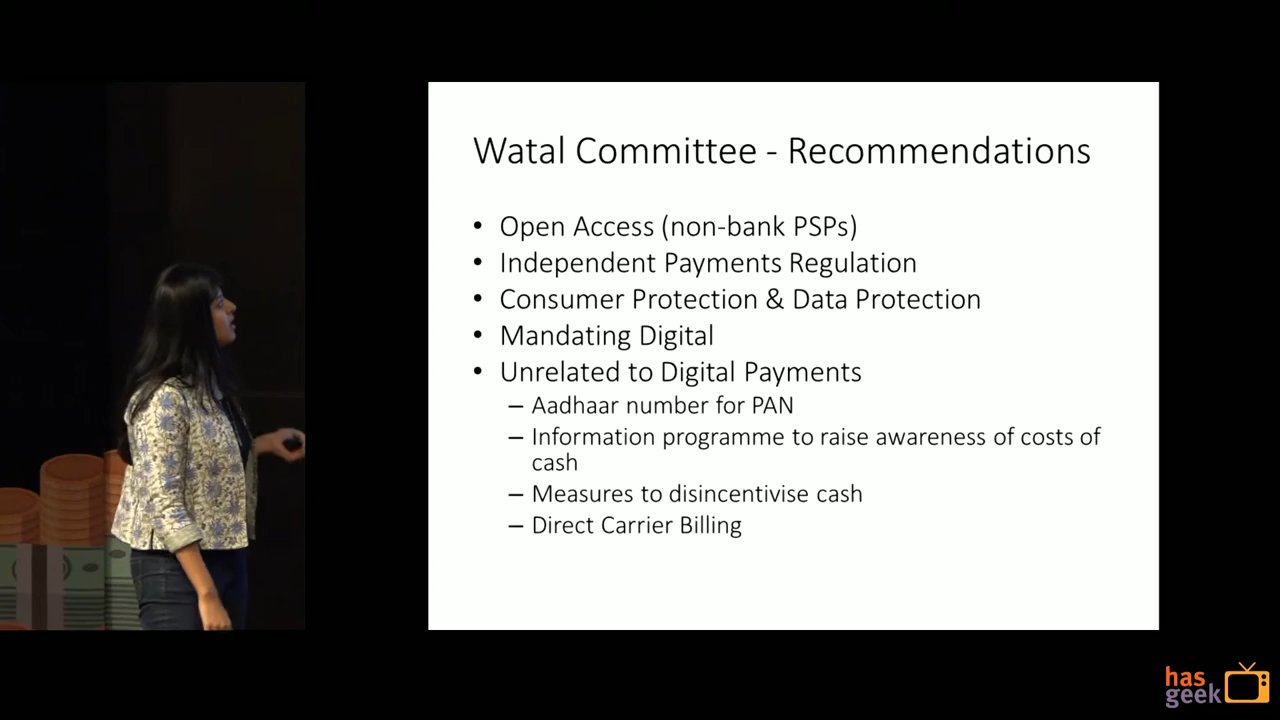 Watal Committee - Recommendations
• Open Access (non-bank PSPs)
• Independent Payments Regulation
• Consumer Protection & Data Protection
• Mandating Digital
• Unrelated to Digital Payments
– Aadhaar number for PAN
– Information programme to raise awareness of costs of
cash
– Measures to disincentivise cash
– Direct Carrier Billing
has
geek